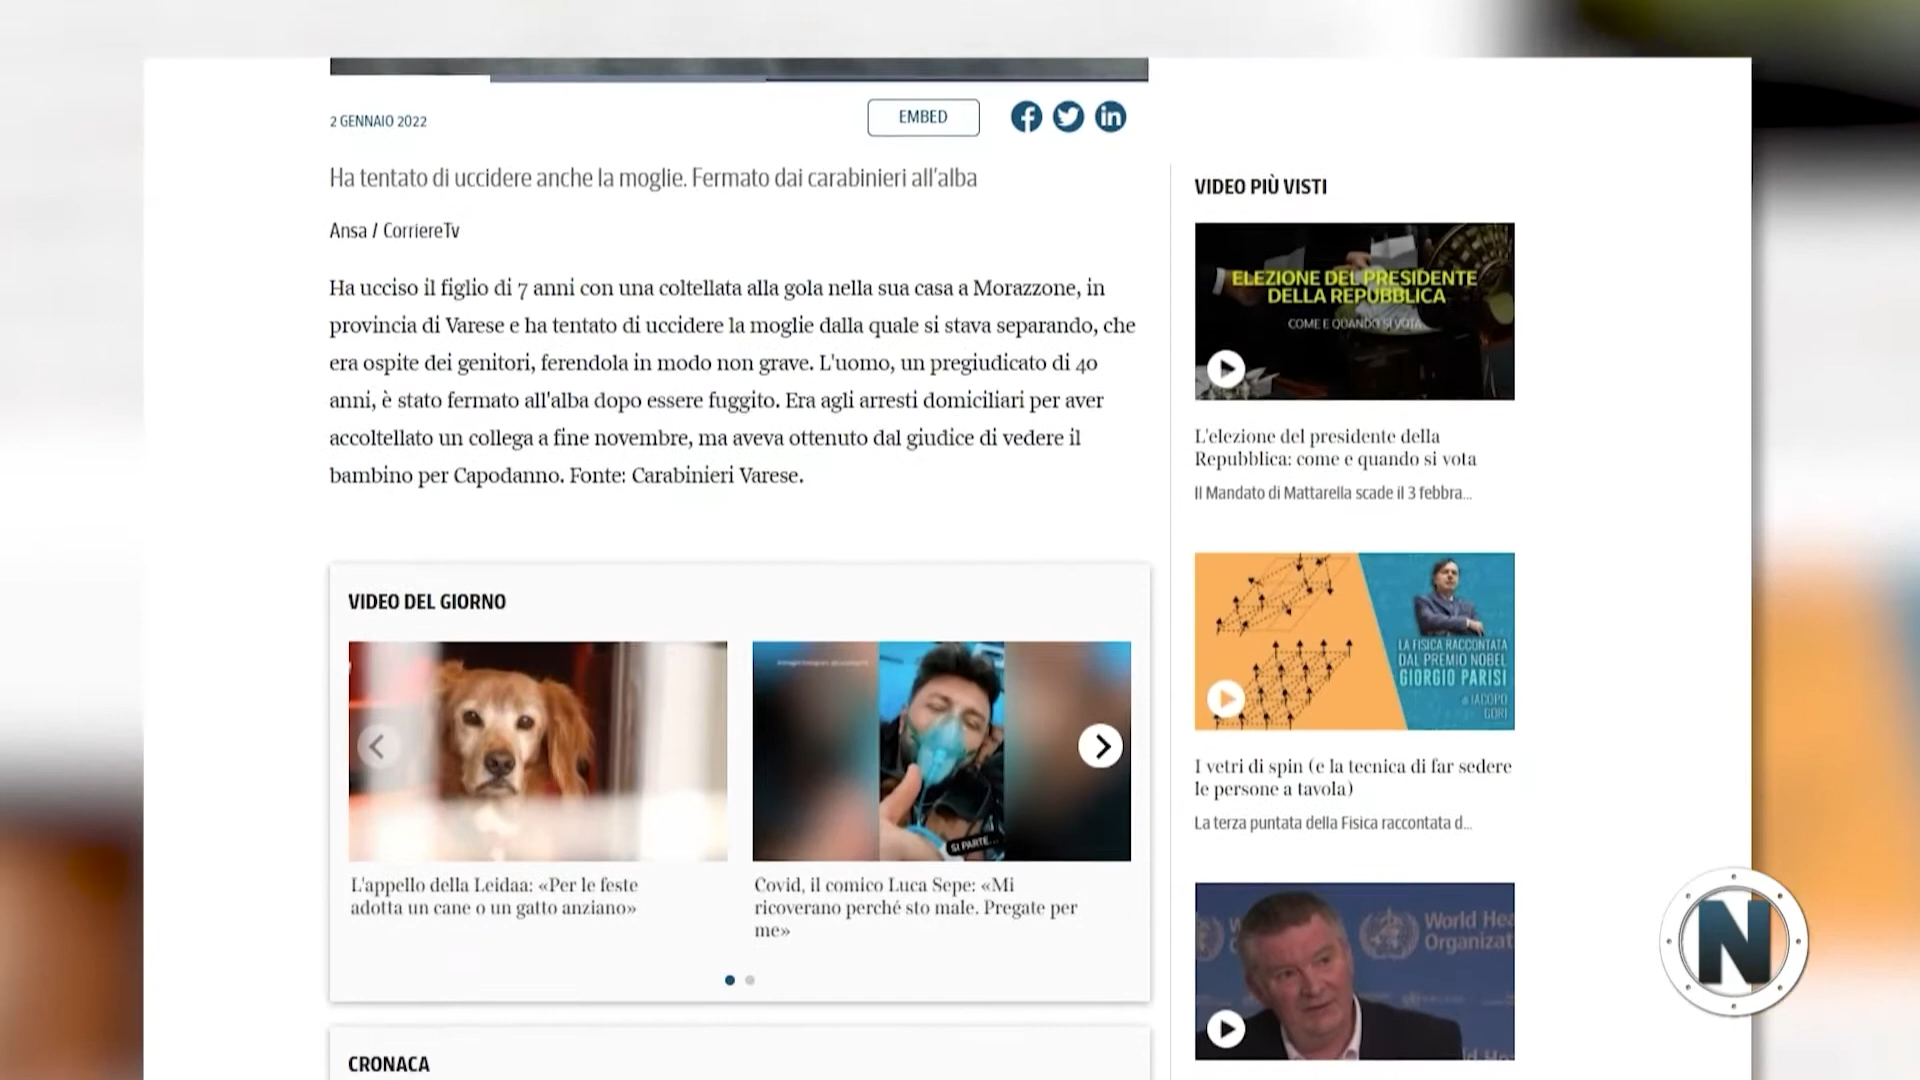 2 GENNAIO 2022
EMBED
Ha tentato di uccidere anche la moglie. Fermato dai carabinieri all'alba
Ansa / CorriereTv
Ha ucciso il figlio di 7 anni con una coltellata alla gola nella sua casa a Morazzone, in
provincia di Varese e ha tentato di uccidere la moglie dalla quale si stava separando, che
era ospite dei genitori, ferendola in modo non grave. L'uomo, un pregiudicato di 40
anni, è stato fermato all'alba dopo essere fuggito. Era agli arresti domiciliari per aver
accoltellato un collega a fine novembre, ma aveva ottenuto dal giudice di vedere il
bambino per Capodanno. Fonte: Carabinieri Varese.
VIDEO DEL GIORNO
SI PARTE...
L'appello della Leidaa: «Per le feste
adotta un cane o un gatto anziano»
Covid, il comico Luca Sepe: «Mi
ricoverano perché sto male. Pregate per
me»
CRONACA
VIDEO PIÙ VISTI
ELEZIONE DEL PRESIDENTE
DELLA REPUBBLICA
COME E QUANDO SI VOTA
L'elezione del presidente della
Repubblica: come e quando si vota
Il Mandato di Mattarella scade il 3 febbra...
LA FISICA RACCONTATA
DAL PREMIO NOBEL
GIORGIO PARISI
di IACOPO
GORI
I vetri di spin (e la tecnica di far sedere
le persone a tavola)
La terza puntata della Fisica raccontata d...
World Hea
Organizat
N